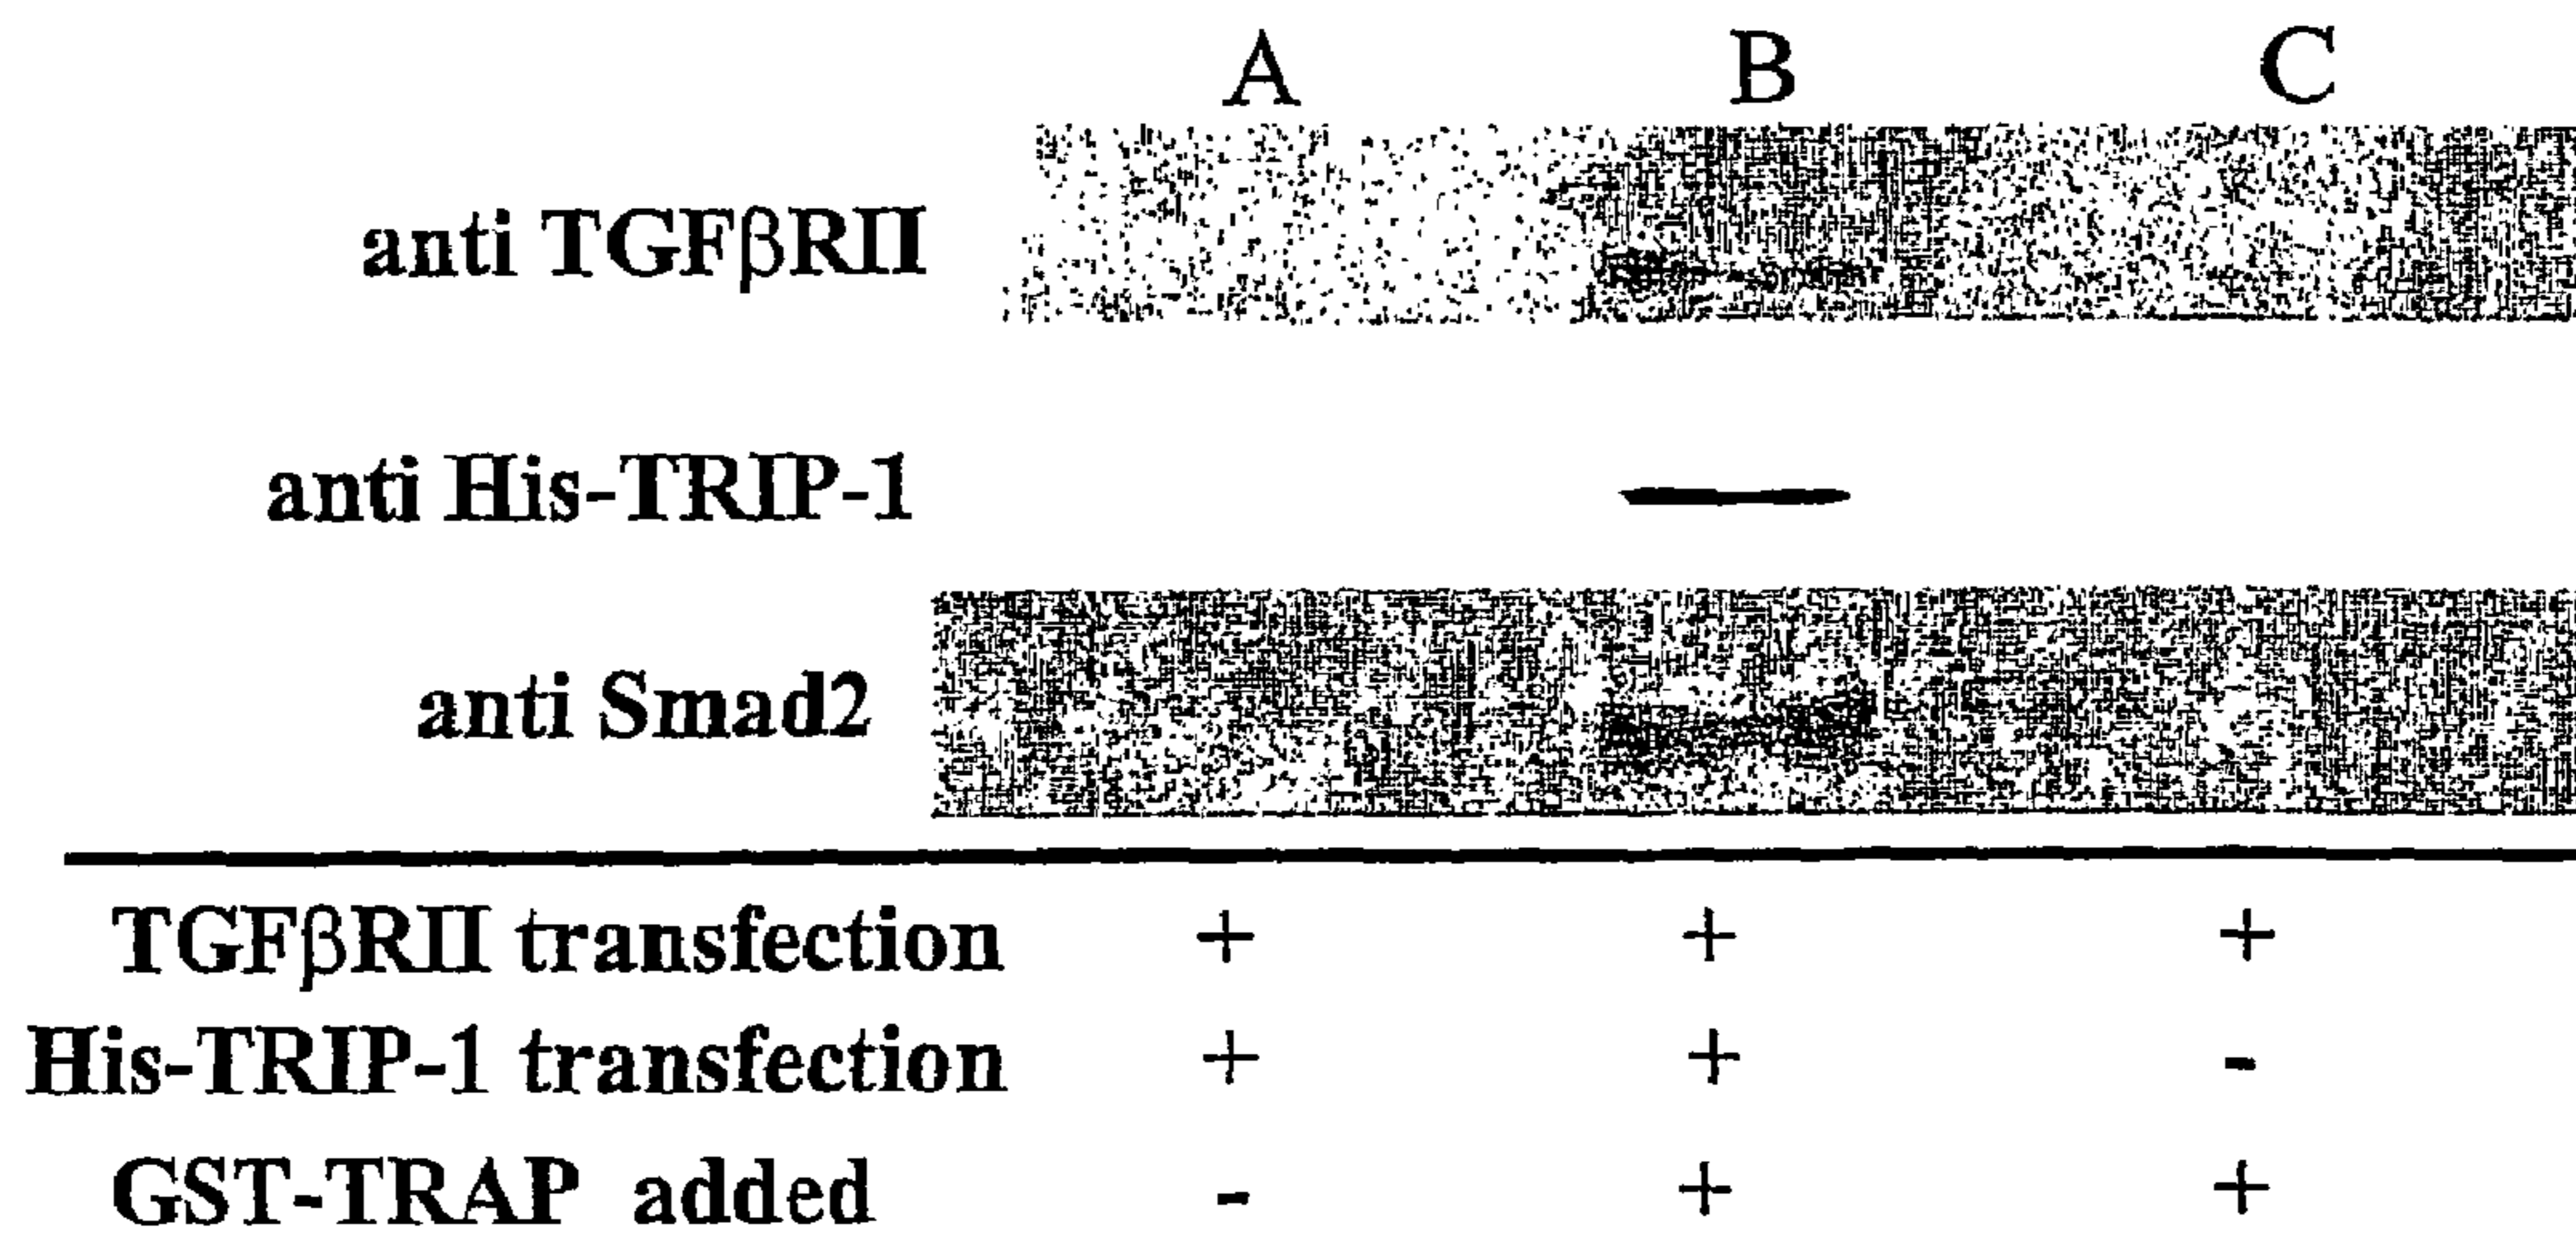 A B C
anti TGFβRII
anti His-TRIP-1
anti Smad2
TGFβRII transfection + + +
His-TRIP-1 transfection + + -
GST-TRAP added - + +